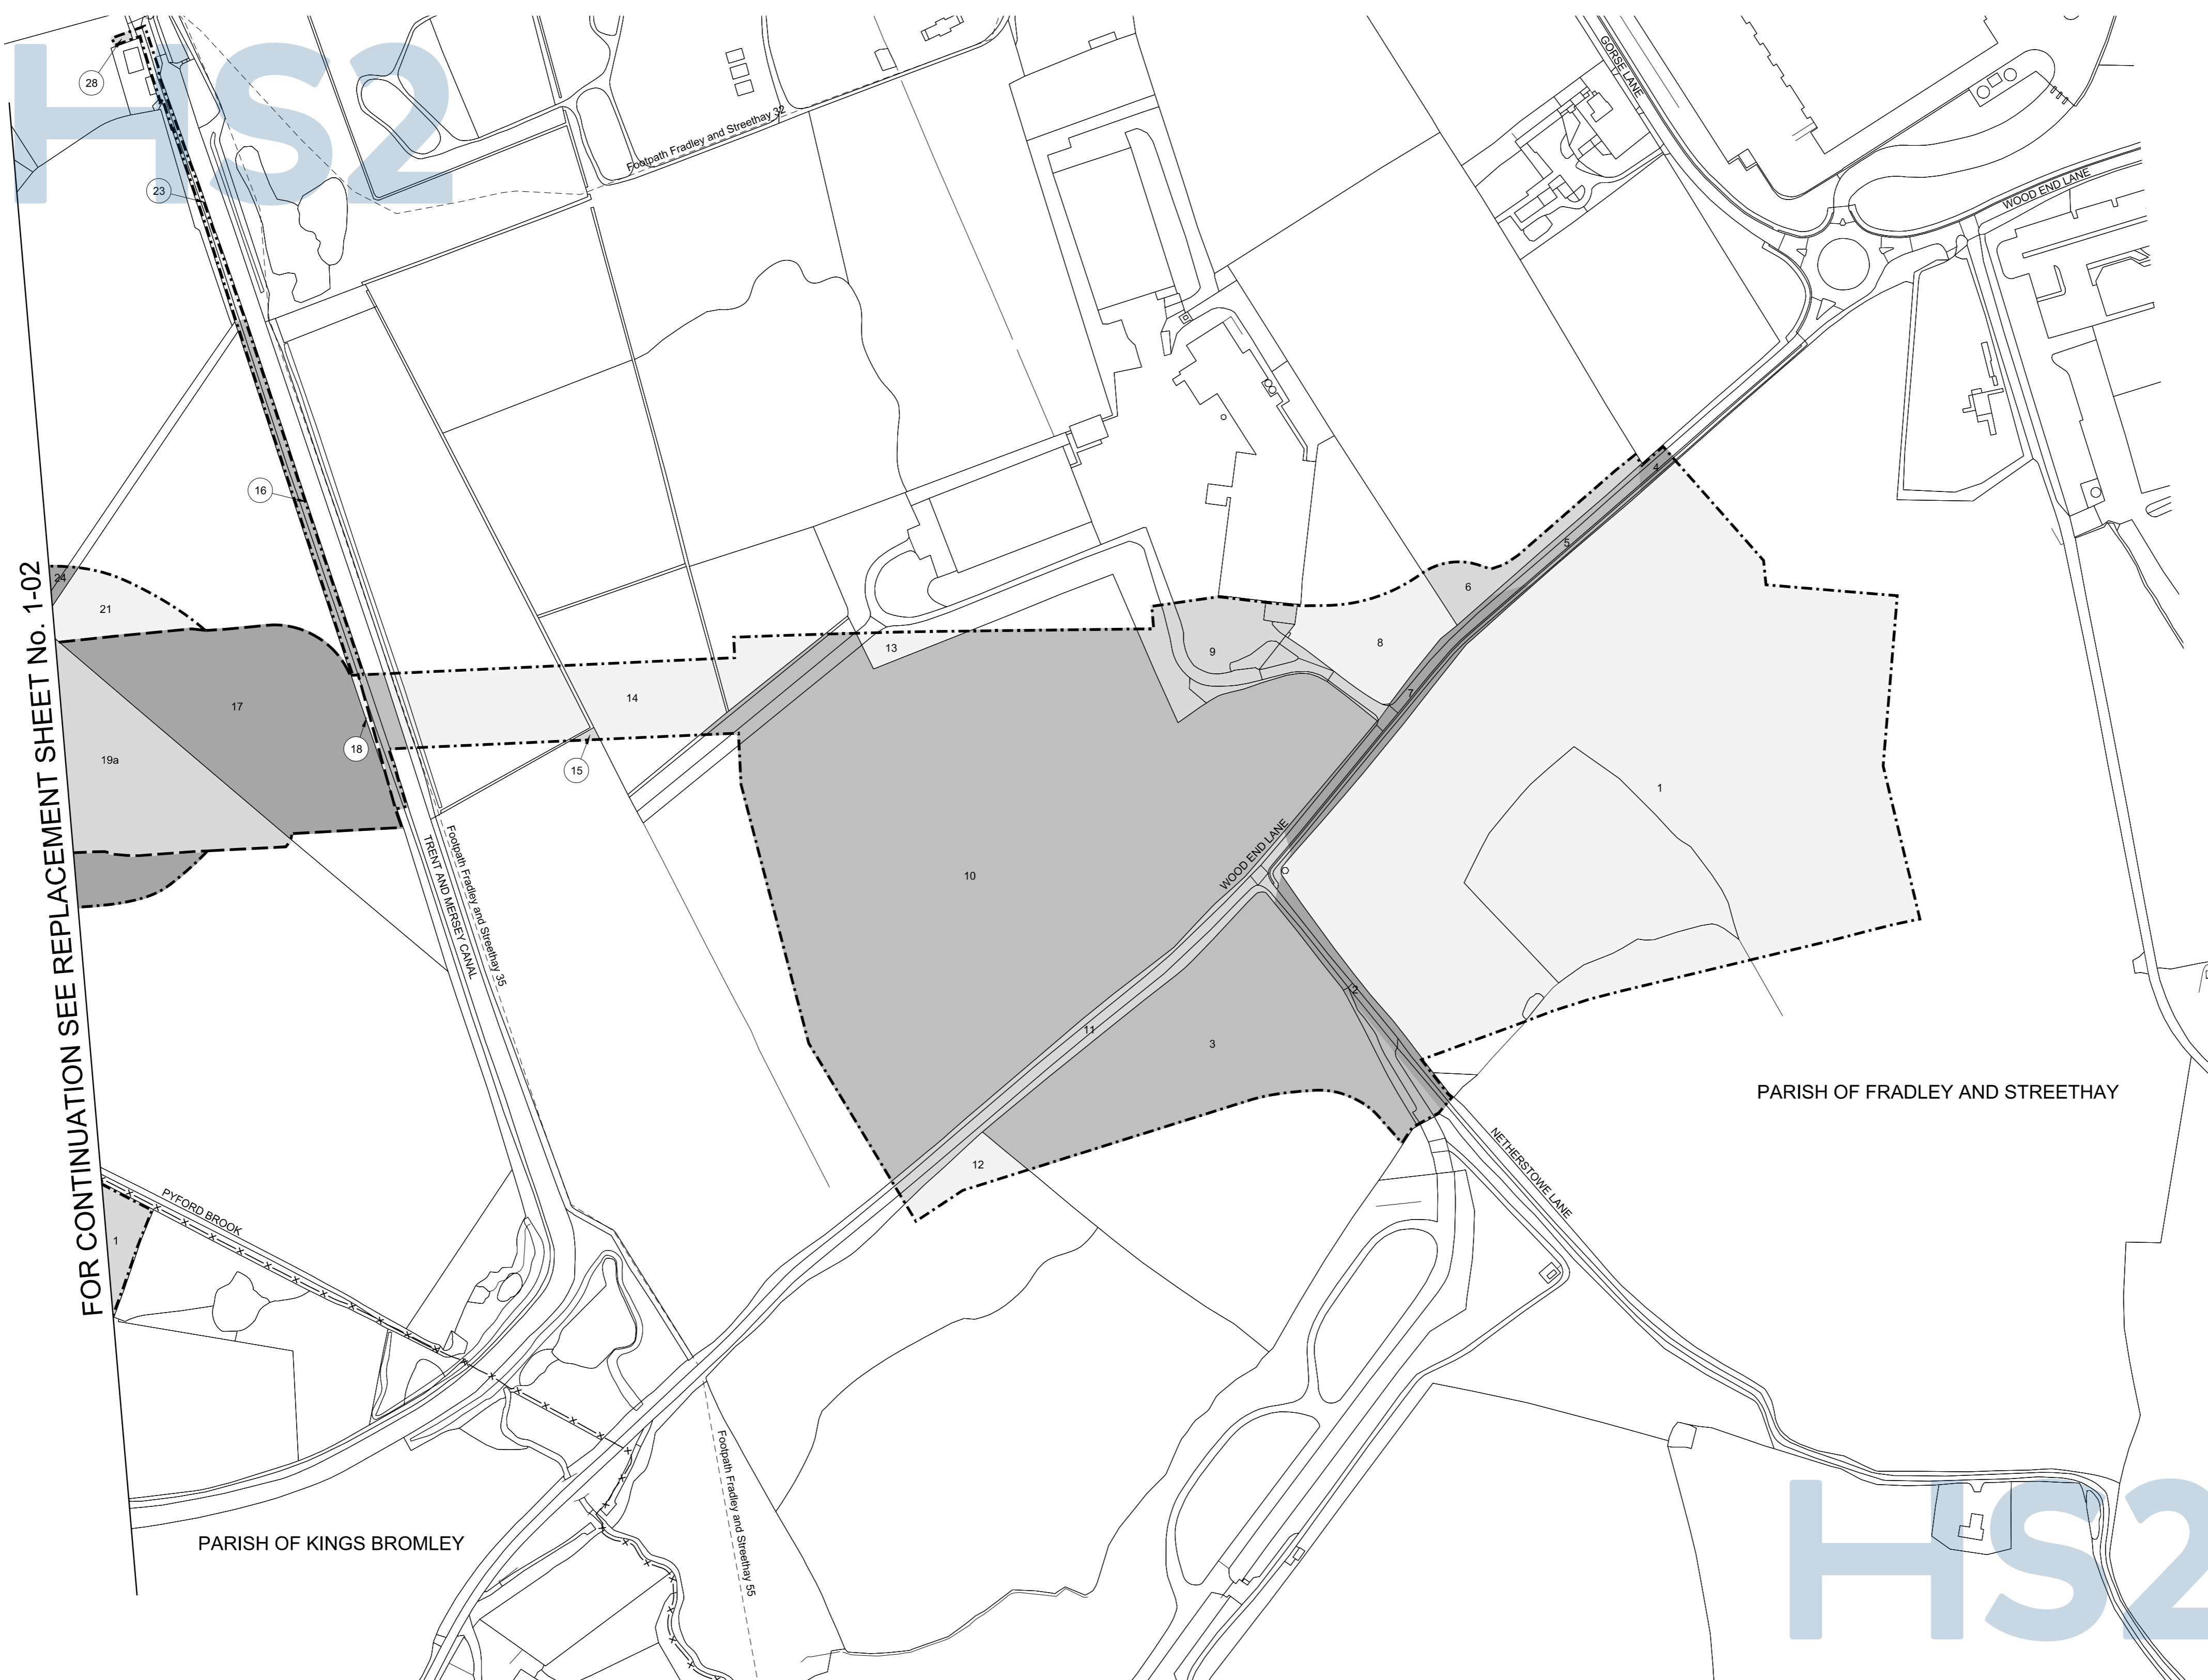 HS2
28
23
Footpath Fradley and Streethay 32
GORSE LANE
WOOD END LANE
16
4
5
24
21
6
13
9
8
7
14
17
18
15
19a
1
10
WOOD END LANE
FOR CONTINUATION SEE REPLACEMENT SHEET No. 1-02
TRENT AND MERSEY CANAL
Footpath Fradley and Streethay 35
2
11
3
PARISH OF FRADLEY AND STREETHAY
12
NETHERSTOWE LANE
PYFORD BROOK
1
Footpath Fradley and Streethay 55
PARISH OF KINGS BROMLEY
HS2